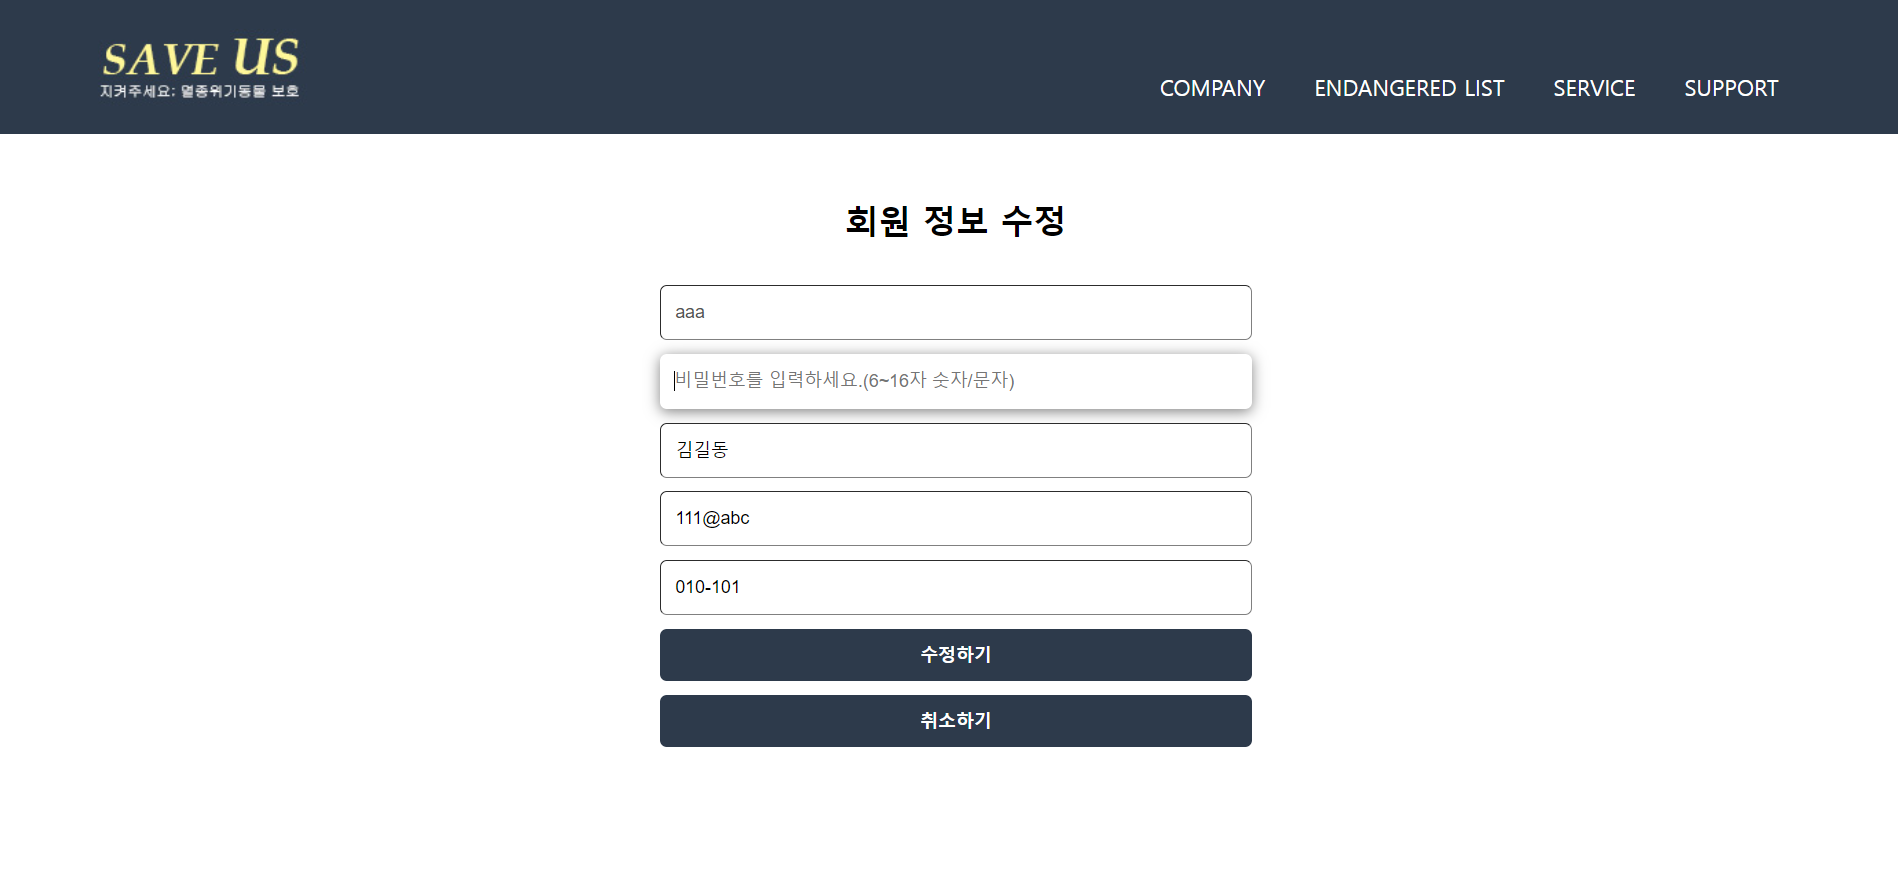 SAVE US
지켜주세요: 멸종위기동물 보호
COMPANY ENDANGERED LIST SERVICE SUPPORT
회원 정보 수정
aaa
비밀번호를 입력하세요.(6~16자 숫자/문자)
김길동
111@abc
010-101
수정하기
취소하기